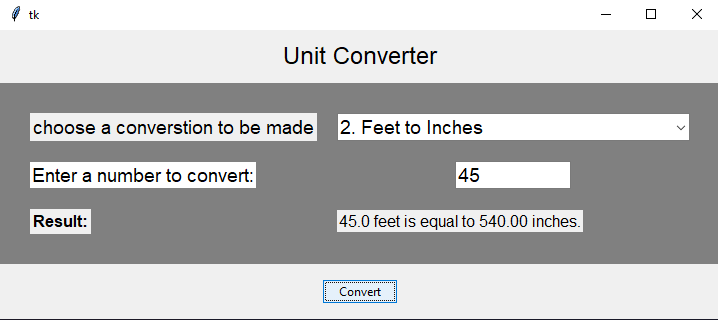 tk
Unit Converter
choose a converstion to be made
2. Feet to Inches
Enter a number to convert:
45
Result:
45.0 feet is equal to 540.00 inches.
Convert